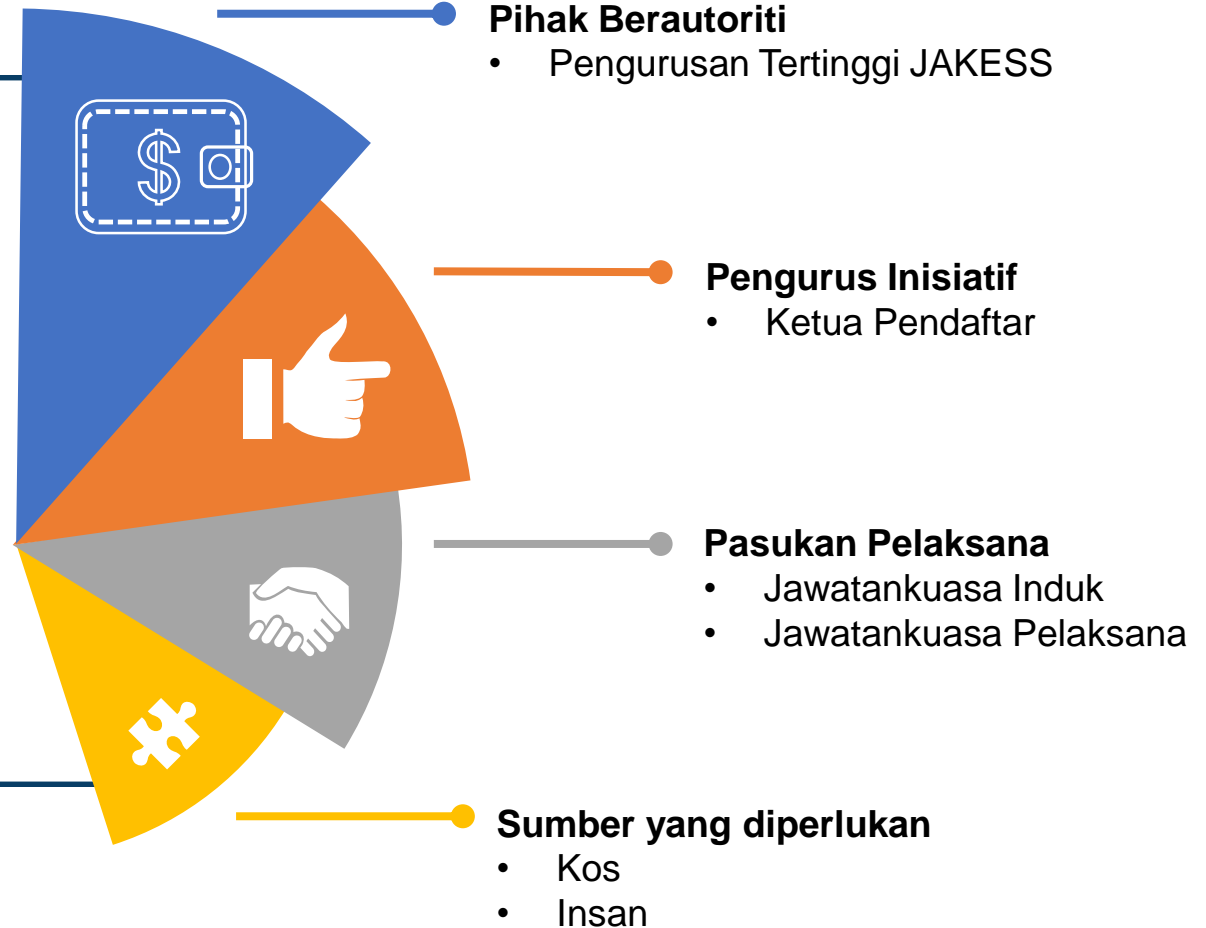 Pihak Berautoriti
• Pengurusan Tertinggi JAKESS
$
Pengurus Inisiatif
• Ketua Pendaftar
Pasukan Pelaksana
• Jawatankuasa Induk
• Jawatankuasa Pelaksana
Sumber yang diperlukan
• Kos
• Insan